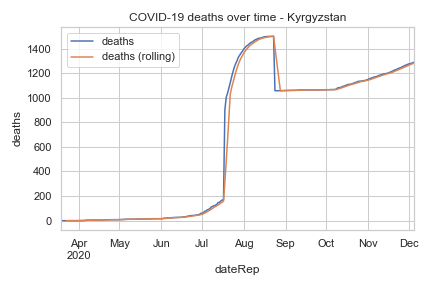 COVID-19 deaths over time - Kyrgyzstan
deaths
deaths (rolling)
1400
1200
1000
800
600
400
200
0
deaths
Apr May Jun Jul Aug Sep Oct Nov Dec
2020
dateRep